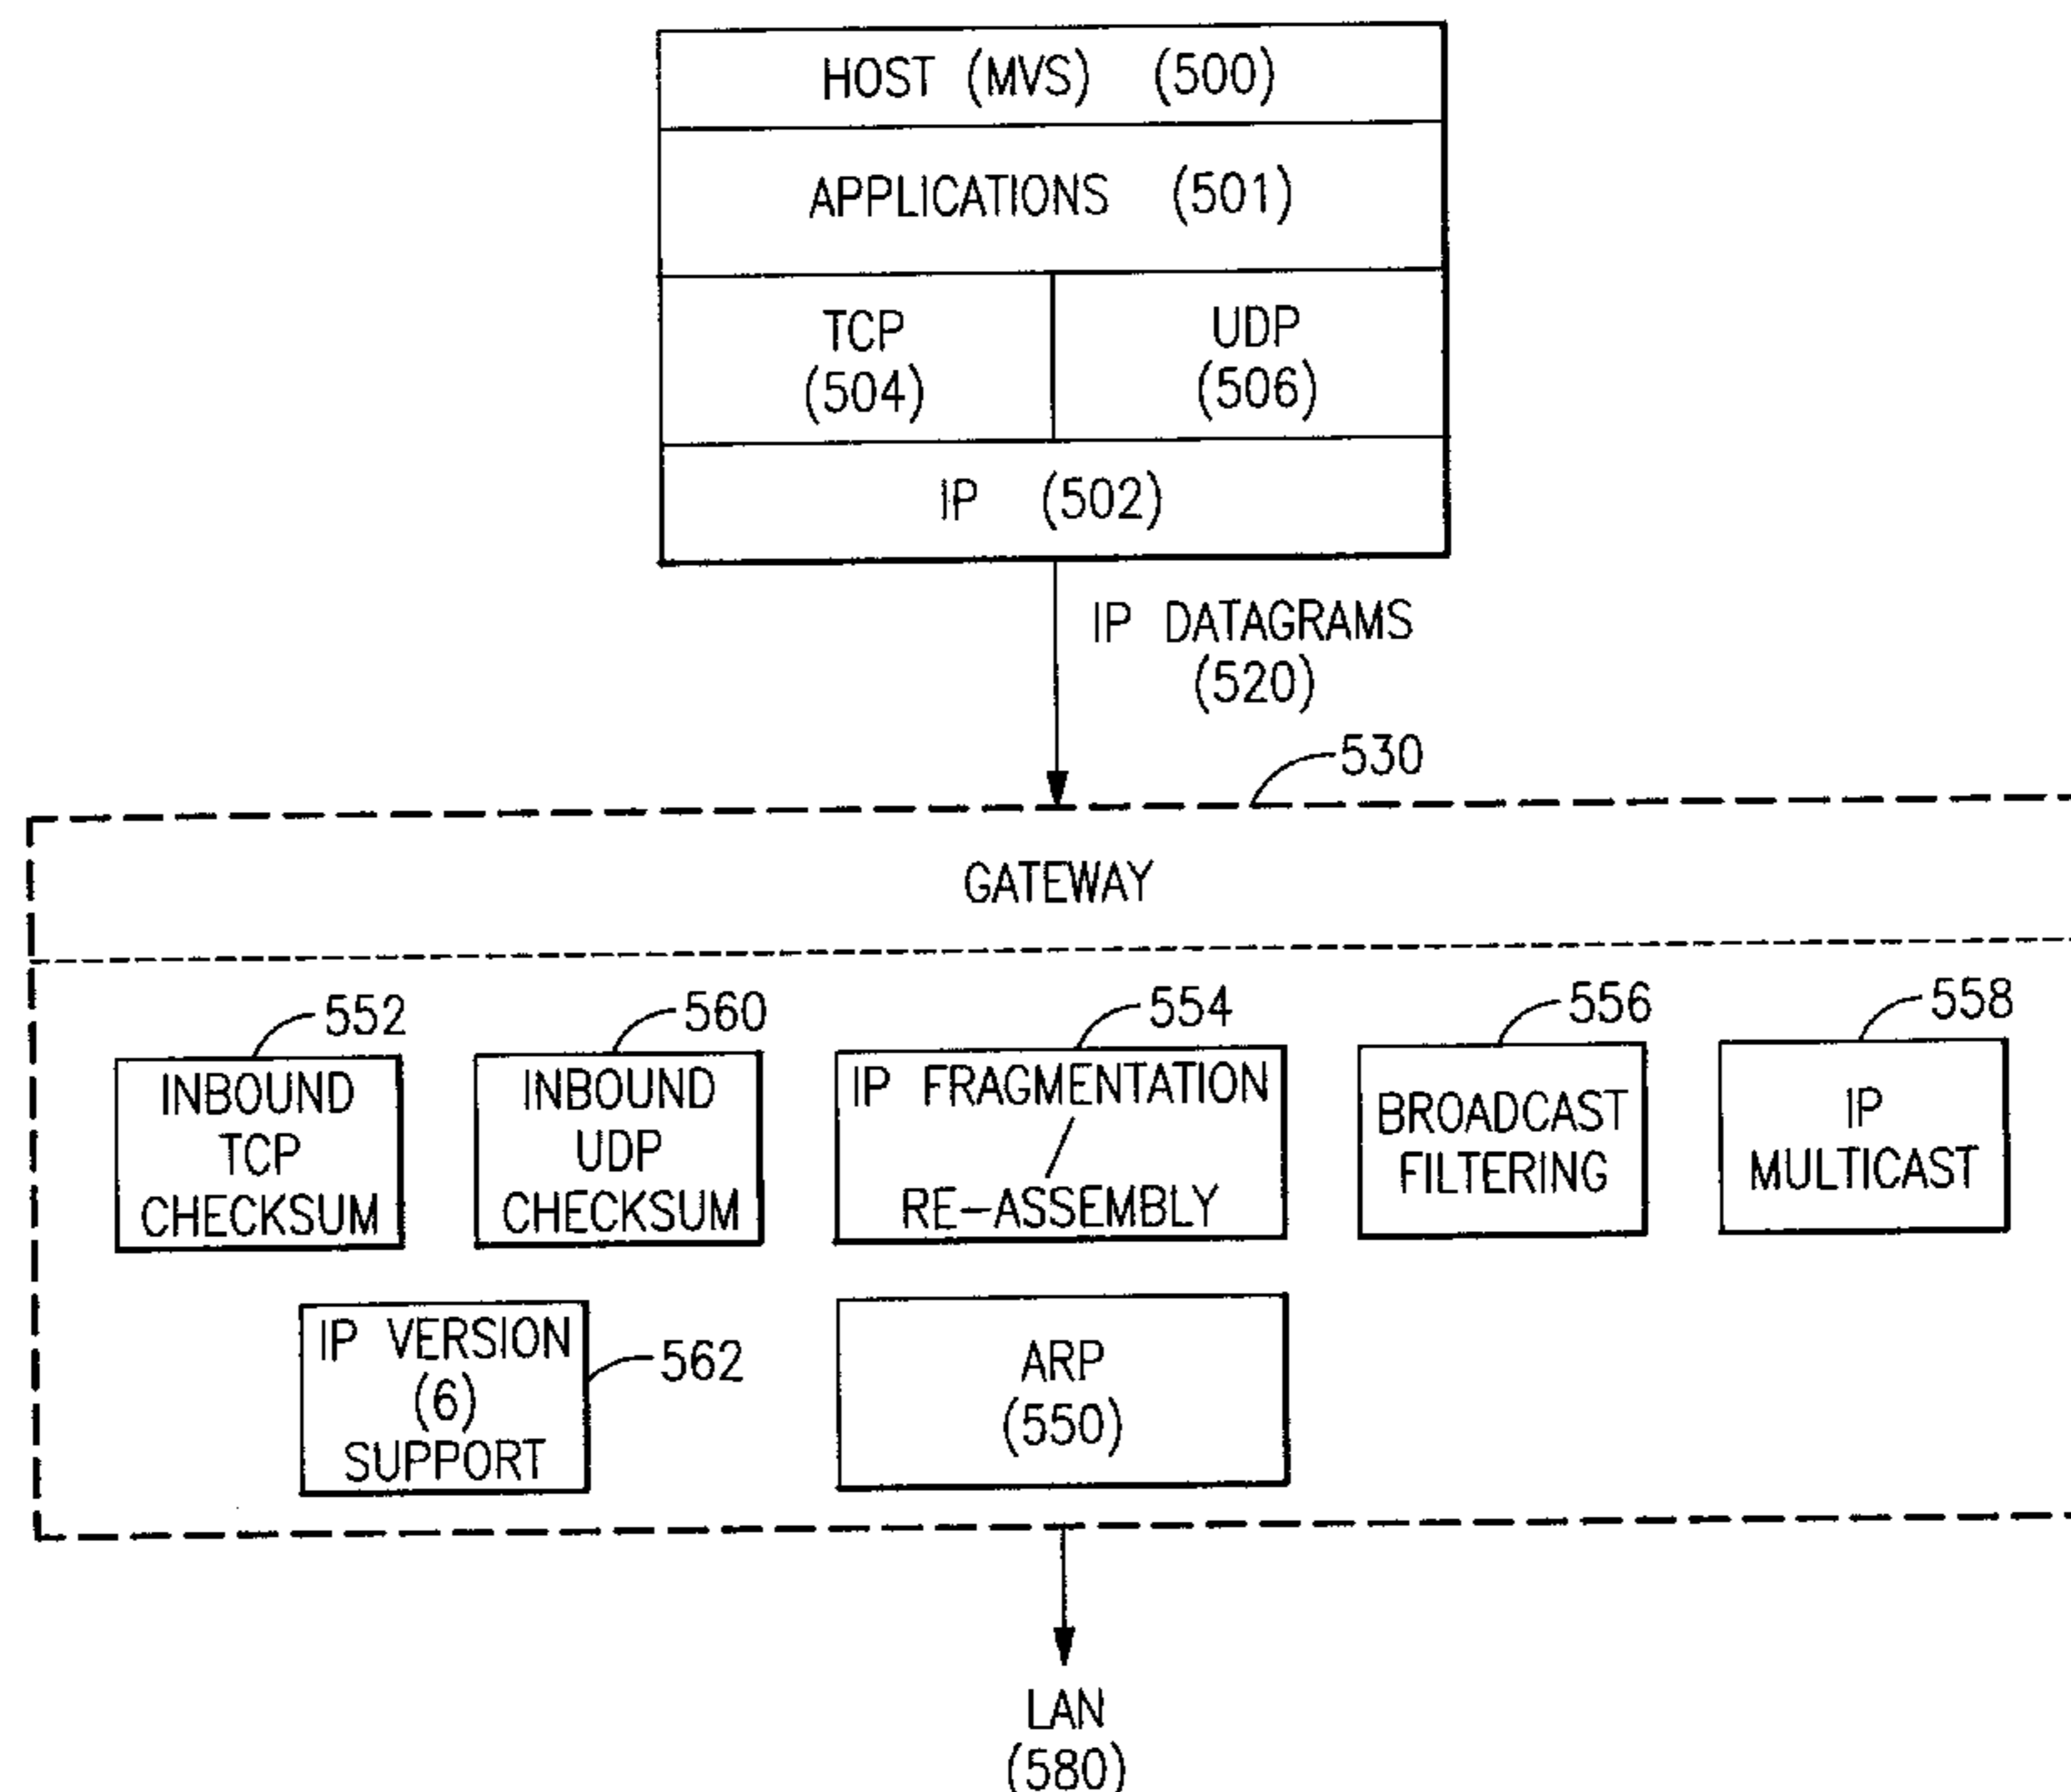 HOST (MVS) (500)
APPLICATIONS (501)
TCP
(504)
UDP
(506)
IP (502)
IP DATAGRAMS
(520)
530
GATEWAY
552
INBOUND
TCP
CHECKSUM
560
INBOUND
UDP
CHECKSUM
554
IP FRAGMENTATION
/
RE-ASSEMBLY
556
BROADCAST
FILTERING
558
IP
MULTICAST
IP VERSION
(6)
SUPPORT
562
ARP
(550)
LAN
(580)